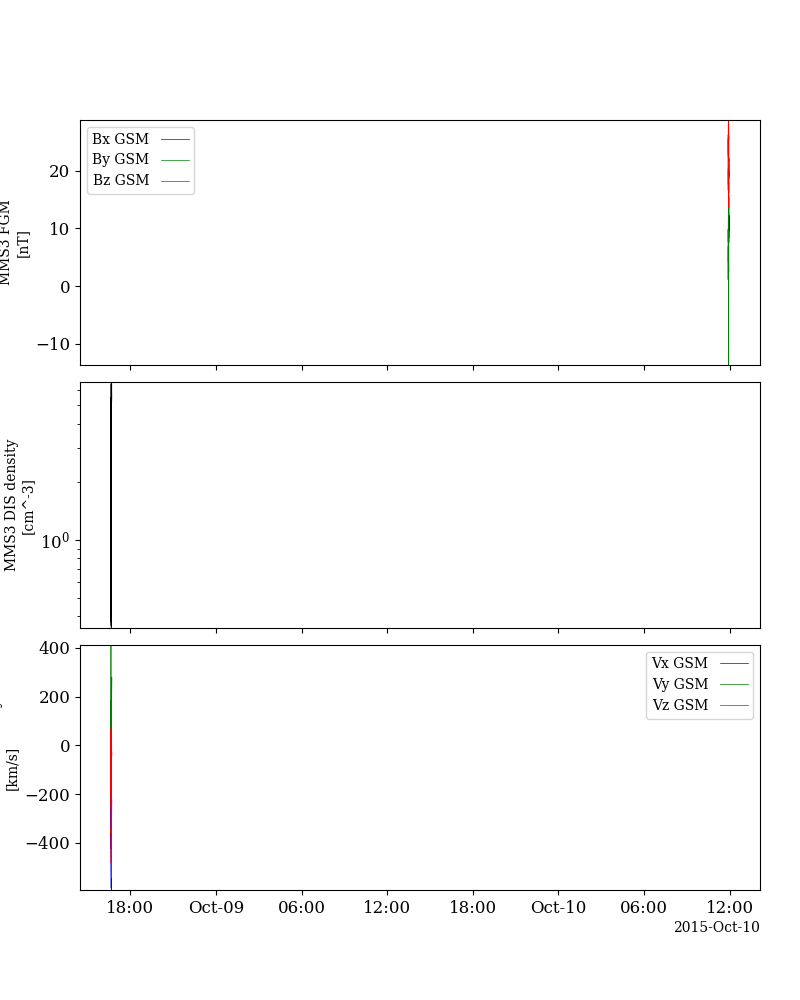 Bx GSM
By GSM
Bz GSM
20
10
0
−10
MMS3 FGM
[nT]
10^0
MMS3 DIS density
[cm^-3]
Vx GSM
Vy GSM
Vz GSM
400
200
0
−200
−400
[km/s]
18:00 Oct-09 06:00 12:00 18:00 Oct-10 06:00 12:00
2015-Oct-10